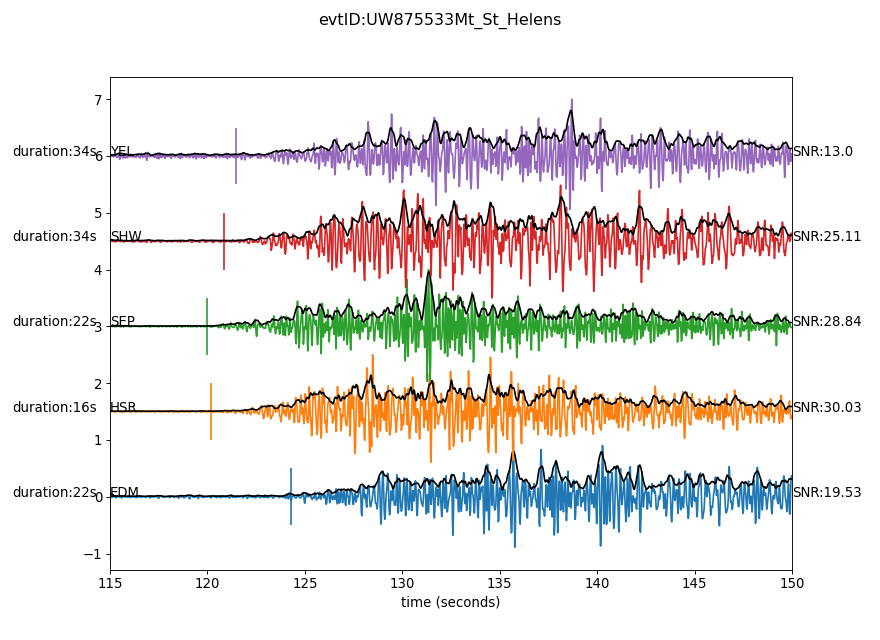 evtID:UW875533Mt_St_Helens
7
duration:34s YEL SNR:13.0
6
5
duration:34s SHW SNR:25.11
4
duration:22s SEP SNR:28.84
3
2
duration:16s HSR SNR:30.03
1
duration:22s EDM SNR:19.53
0
−1
115 120 125 130 135 140 145 150
time (seconds)